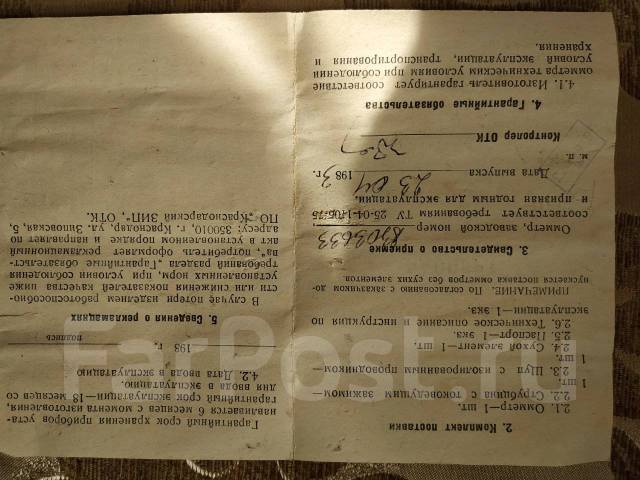 2. Комплект поставки
2.1. Омметр—1 шт.
2.2. Струбцина с токоведущим зажимом—
1 шт.
2.3. Щуп с изолированным проводником—
1 шт.
2.4. Сухой элемент—1 шт.
2.5. Паспорт—1 экз.
2.6. Техническое описание и инструкция по
эксплуатации—1 экз.
ПРИМЕЧАНИЕ. По согласованию с заказчиком до-
пускается поставка омметров без сухих элементов.
3. Свидетельство о приемке
Омметр, заводской номер
соответствует требованиям ТУ 25-04-
и признан годным для эксплуатации.
Дата выпуска 23 04 1983 г.
м. п.
Контролер ОТК
4. Гарантийные обязательства
4.1. Изготовитель гарантирует соответствие
омметра техническим условиям при соблюдении
условий эксплуатации, транспортирования и
хранения.
Гарантийный срок хранения приборов уста-
навливается 6 месяцев с момента изготовления,
гарантийный срок эксплуатации—18 месяцев со
дня ввода в эксплуатацию.
4.2. Дата ввода в эксплуатацию
198 г.
подпись
5. Сведения о рекламациях
В случае потери изделием работоспособно-
сти или снижения показателей качества ниже
установленных норм, при условии соблюдения
требований раздела "Гарантийные обязательст-
ва", потребитель оформляет рекламационный
акт в установленном порядке и направляет по
адресу: 350010, г. Краснодар, ул. Зиповская, 5,
ПО "Краснодарский ЗИП", ОТК.
FarPost.ru